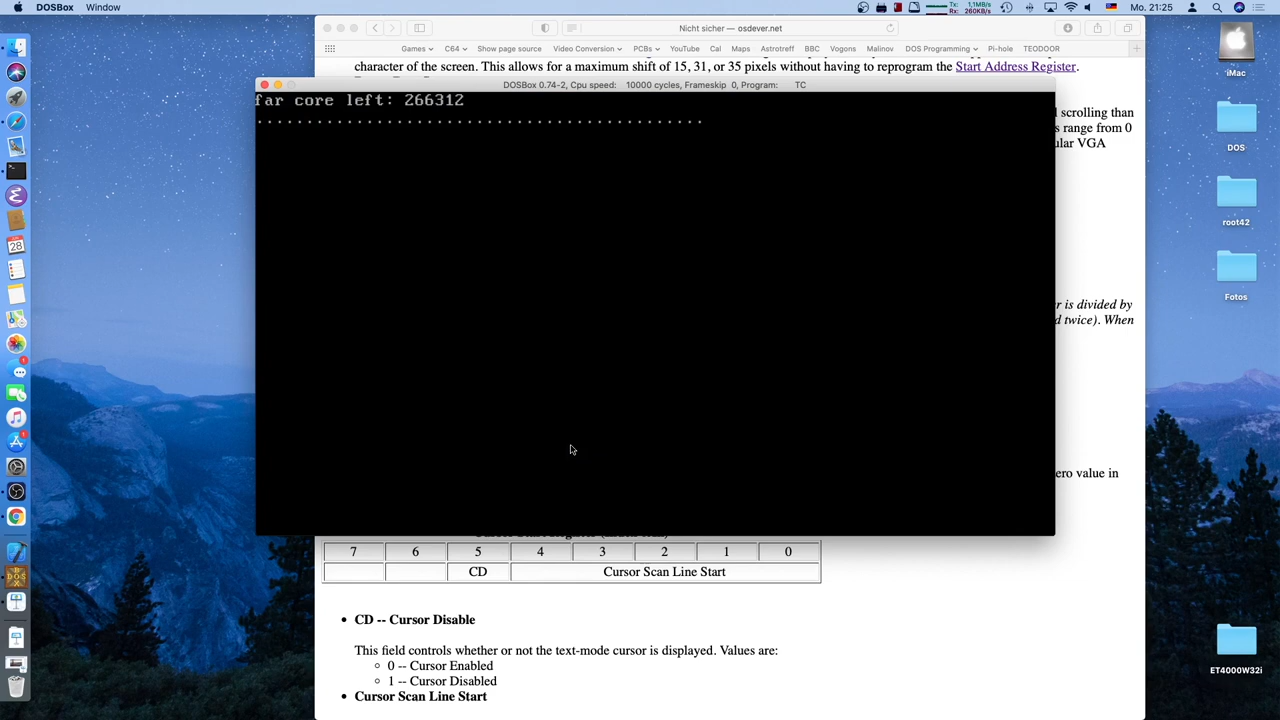 DOSBox Window
Tx: 1,1MB/s
Rx: 260KB/s
Mo. 21:25
Nicht sicher — osdever.net
Games C64 Show page source Video Conversion PCBs YouTube Cal Maps Astrotreff BBC Vogons Malinov DOS Programming Pi-hole TEODOOR
character of the screen. This allows for a maximum shift of 15, 31, or 35 pixels without having to reprogram the Start Address Register.
DOSBox 0.74-2, Cpu speed: 10000 cycles, Frameskip 0, Program: TC
far core left: 266312
............................................
scrolling than
s range from 0
ular VGA
r is divided by
d twice). When
ero value in
7 6 5 4 3 2 1 0
CD Cursor Scan Line Start
• CD -- Cursor Disable
This field controls whether or not the text-mode cursor is displayed. Values are:
○ 0 -- Cursor Enabled
○ 1 -- Cursor Disabled
• Cursor Scan Line Start
iMac
DOS
root42
Fotos
ET4000W32i
28